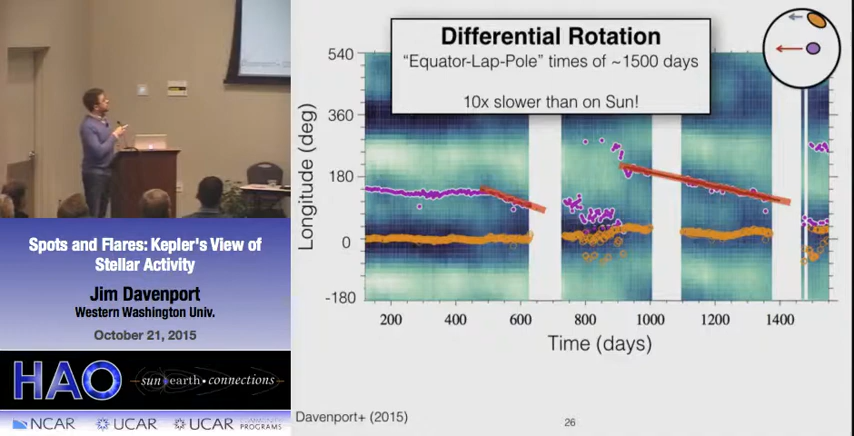 Spots and Flares: Kepler's View of
Stellar Activity
Jim Davenport
Western Washington Univ.
October 21, 2015
HAO
sun earth • connections
NCAR
UCAR
UCAR
PROGRAMS
Differential Rotation
“Equator-Lap-Pole” times of ~1500 days
10x slower than on Sun!
Longitude (deg)
540
360
180
0
-180
200 400 600 800 1000 1200 1400
Time (days)
Davenport+ (2015)
26